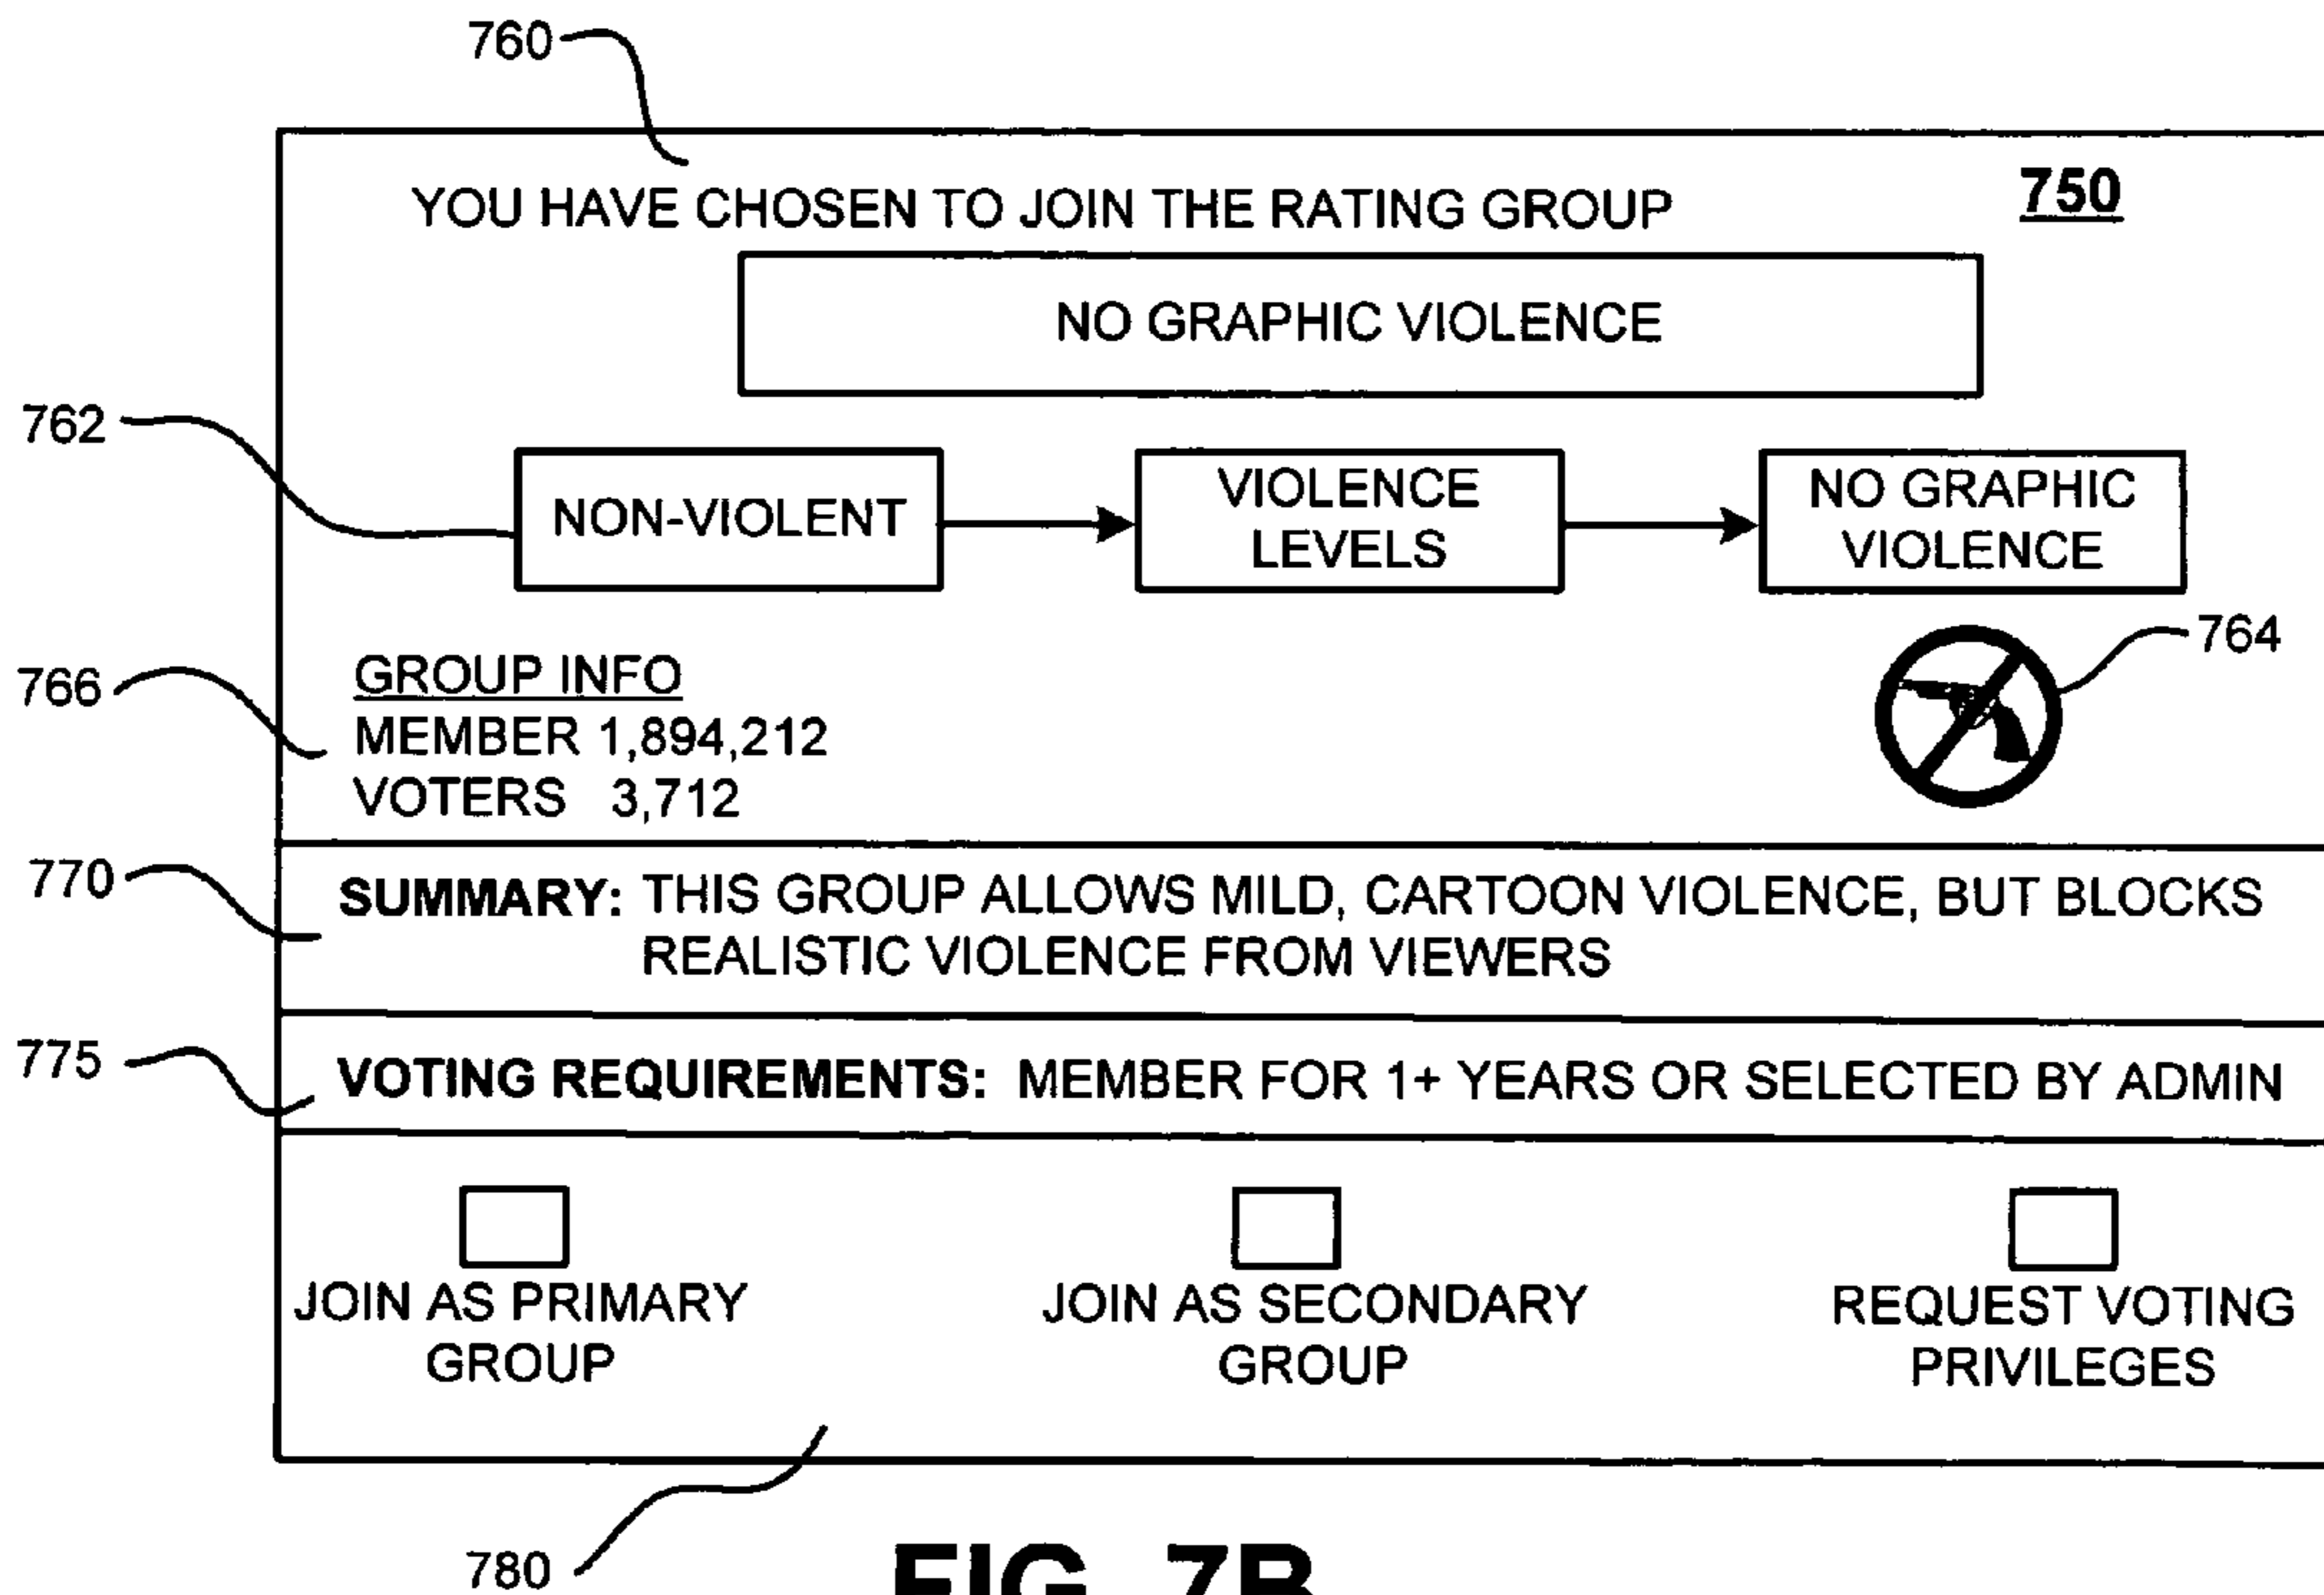 760
YOU HAVE CHOSEN TO JOIN THE RATING GROUP
750
NO GRAPHIC VIOLENCE
762
NON-VIOLENT
VIOLENCE
LEVELS
NO GRAPHIC
VIOLENCE
764
766
GROUP INFO
MEMBER 1,894,212
VOTERS 3,712
770
SUMMARY: THIS GROUP ALLOWS MILD, CARTOON VIOLENCE, BUT BLOCKS
REALISTIC VIOLENCE FROM VIEWERS
775
VOTING REQUIREMENTS: MEMBER FOR 1+ YEARS OR SELECTED BY ADMIN
JOIN AS PRIMARY
GROUP
JOIN AS SECONDARY
GROUP
REQUEST VOTING
PRIVILEGES
780
FIG. 7B